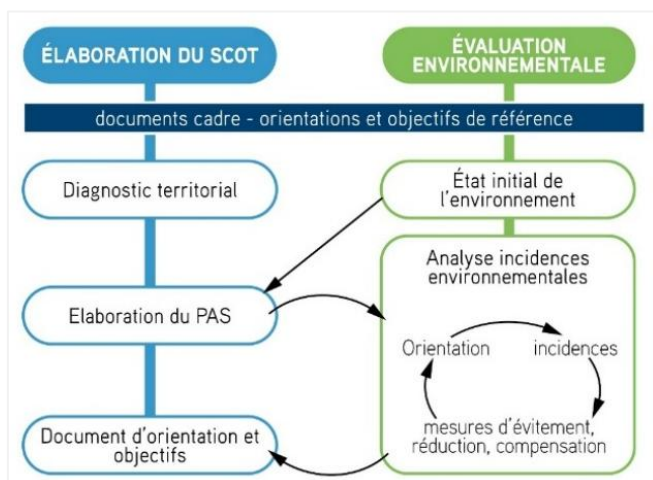 ÉLABORATION DU SCOT
ÉVALUATION
ENVIRONNEMENTALE
documents cadre - orientations et objectifs de référence
Diagnostic territorial
État initial de
l'environnement
Analyse incidences
environnementales
Elaboration du PAS
Orientation
incidences
mesures d'évitement,
réduction, compensation
Document d'orientation et
objectifs